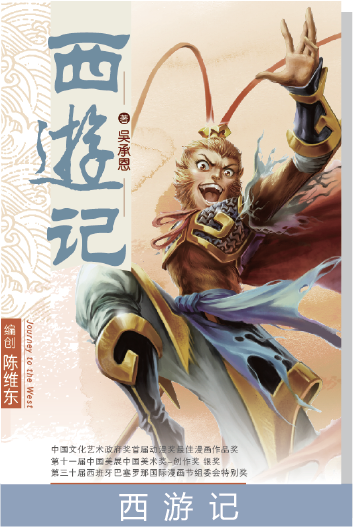 西遊记
吴承恩 著
编创 陈维东
Journey to the West
中国文化艺术政府奖首届动漫奖最佳漫画作品奖
第十一届中国美展中国美术奖-创作奖 银奖
第三十届西班牙巴塞罗那国际漫画节组委会特别奖
西游记